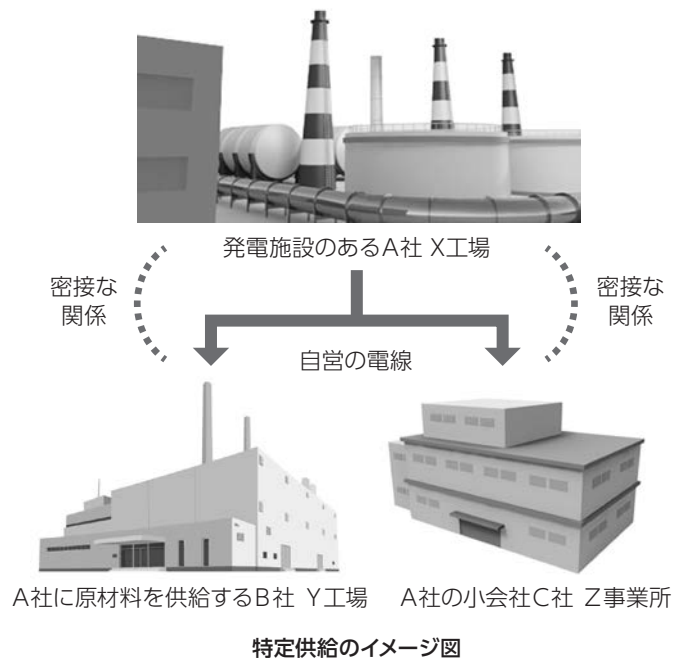 発電施設のあるA社 X工場
密接な
関係
密接な
関係
自営の電線
A社に原材料を供給するB社 Y工場
A社の小会社C社 Z事業所
特定供給のイメージ図